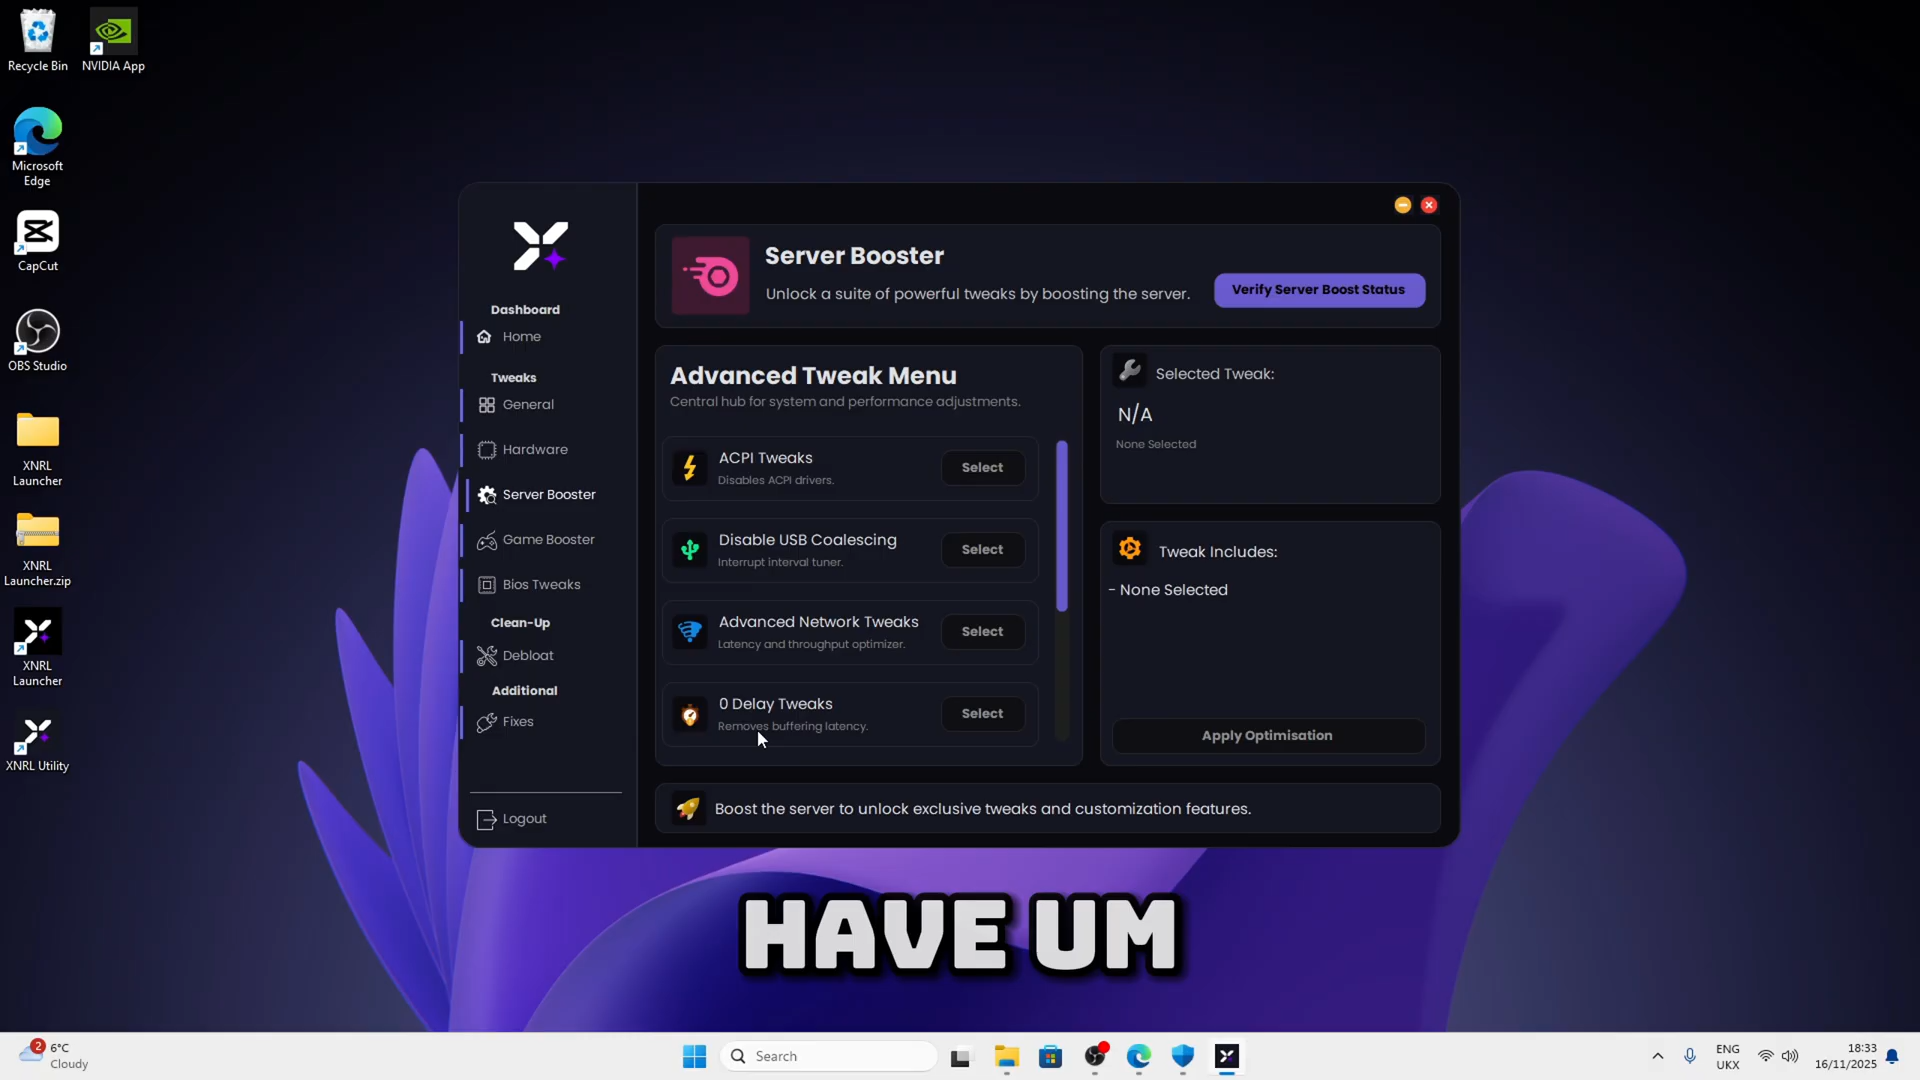 Recycle Bin
NVIDIA App
Microsoft
Edge
CapCut
OBS Studio
XNRL
Launcher
XNRL
Launcher.zip
XNRL
Launcher
XNRL Utility
Dashboard
Home
Tweaks
General
Hardware
Server Booster
Game Booster
Bios Tweaks
Clean-Up
Debloat
Additional
Fixes
Logout
Server Booster
Unlock a suite of powerful tweaks by boosting the server.
Verify Server Boost Status
Advanced Tweak Menu
Central hub for system and performance adjustments.
ACPI Tweaks
Disables ACPI drivers.
Select
Disable USB Coalescing
Interrupt interval tuner.
Select
Advanced Network Tweaks
Latency and throughput optimizer.
Select
0 Delay Tweaks
Removes buffering latency.
Select
Selected Tweak:
N/A
None Selected
Tweak Includes:
- None Selected
Apply Optimisation
Boost the server to unlock exclusive tweaks and customization features.
HAVE UM
2
6°C
Cloudy
Search
ENG
UKX
18:33
16/11/2025